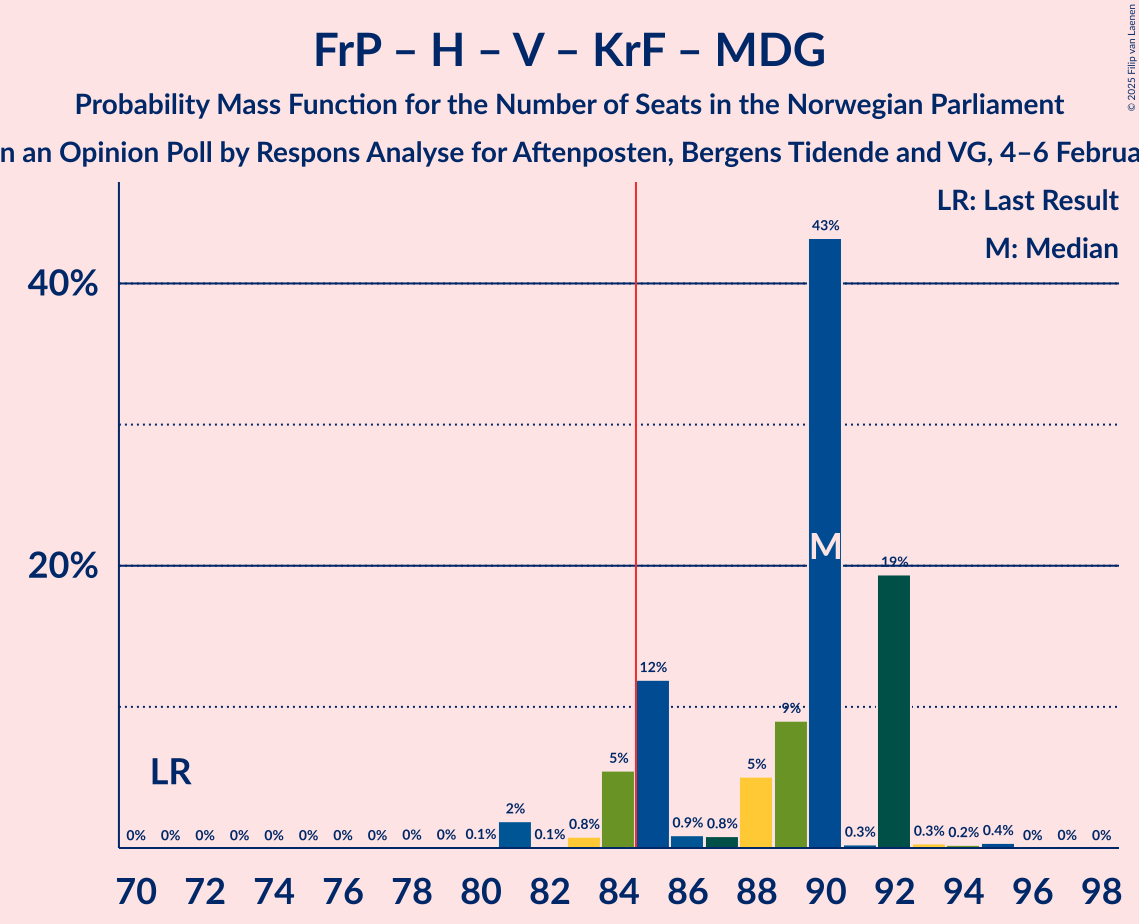 FrP – H – V – KrF – MDG
Probability Mass Function for the Number of Seats in the Norwegian Parliament
n an Opinion Poll by Respons Analyse for Aftenposten, Bergens Tidende and VG, 4–6 Februa
© 2025 Filip van Laenen
LR: Last Result
M: Median
43%
40%
M
20%
19%
12%
9%
LR
5%
5%
2%
0% 0% 0% 0% 0% 0% 0% 0% 0% 0% 0.1% 0.1% 0.8% 0.9% 0.8% 0.3% 0.3% 0.2% 0.4% 0% 0% 0%
70 72 74 76 78 80 82 84 86 88 90 92 94 96 98